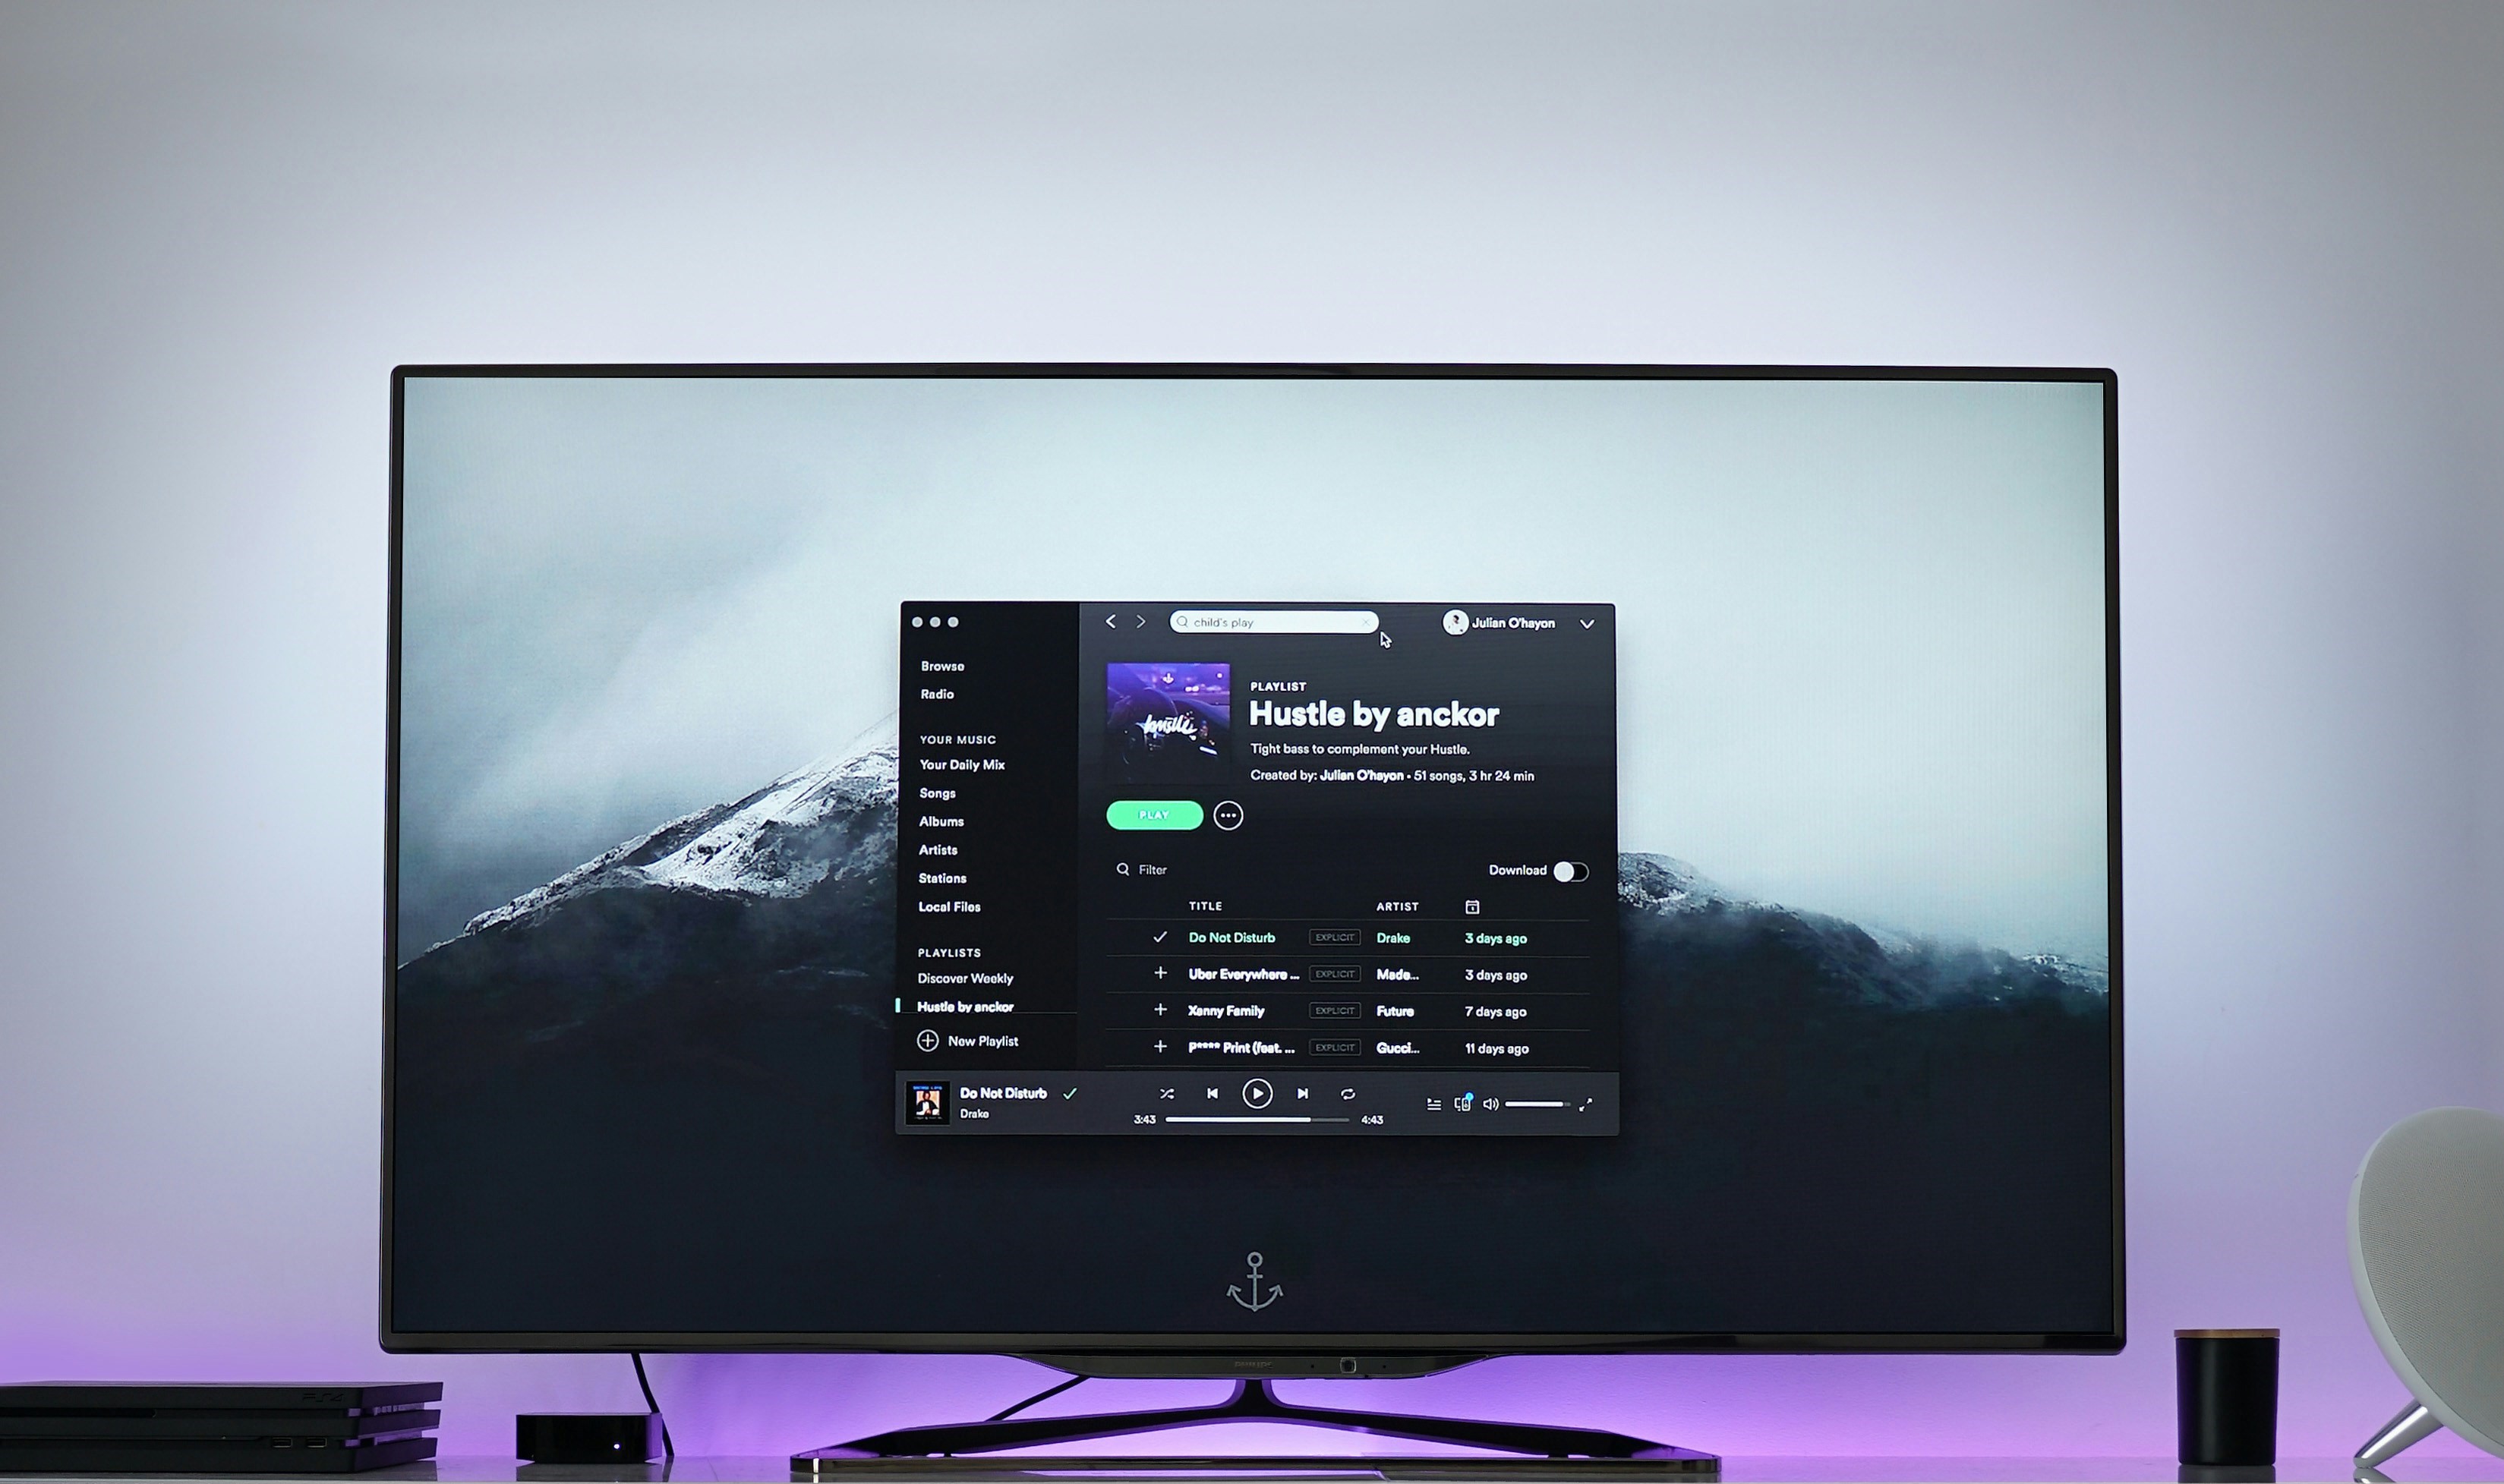 child's play
Julian O'hayon
Browse
Radio
YOUR MUSIC
Your Daily Mix
Songs
Albums
Artists
Stations
Local Files
PLAYLISTS
Discover Weekly
Hustle by anckor
New Playlist
hustle
PLAYLIST
Hustle by anckor
Tight bass to complement your Hustle.
Created by: Julian O'hayon • 51 songs, 3 hr 24 min
PLAY
Filter
Download
TITLE ARTIST
Do Not Disturb EXPLICIT Drake 3 days ago
Uber Everywhere ... EXPLICIT Made... 3 days ago
Xanny Family EXPLICIT Future 7 days ago
P***** Print (feat. ... EXPLICIT Gucci... 11 days ago
Do Not Disturb
Drake
3:43 4:43
PHILIPS
PS4